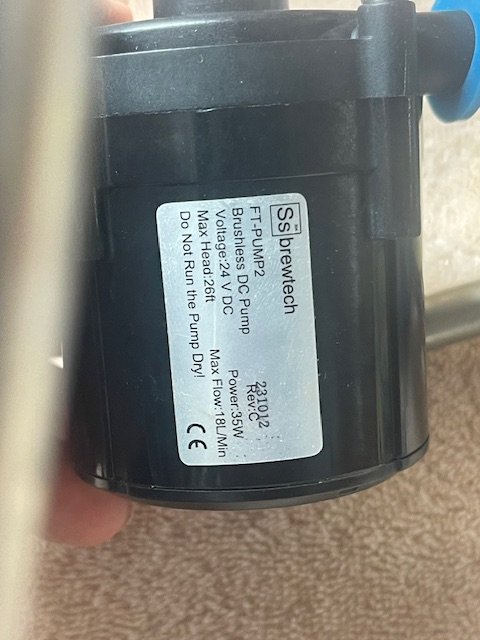 Ss brewtech
™
FT-PUMP2 231012
Rev:C
Brushless DC Pump
Voltage:24 V DC Power:35W
Max Head:26ft Max Flow:18L/Min
Do Not Run the Pump Dry!
CE